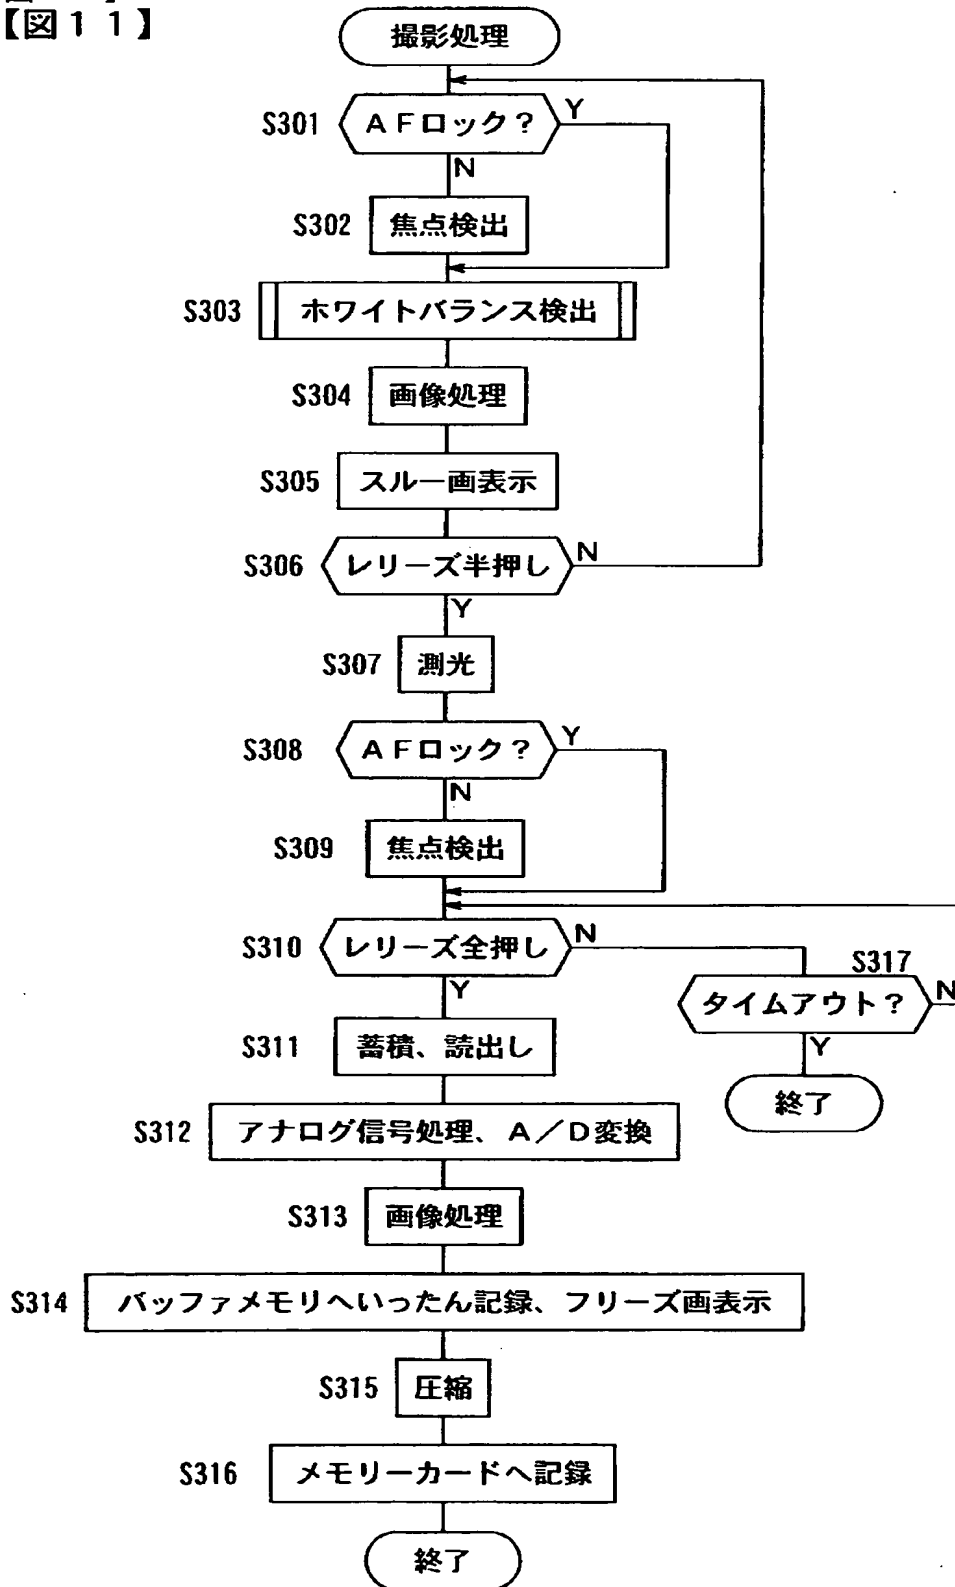 【図１１】
撮影処理
S301 ＡＦロック？ Y
N
S302 焦点検出
S303 ホワイトバランス検出
S304 画像処理
S305 スルー画表示
S306 レリーズ半押し N
Y
S307 測光
S308 ＡＦロック？ Y
N
S309 焦点検出
S310 レリーズ全押し N
Y
S317
タイムアウト？ N
Y
終了
S311 蓄積、読出し
S312 アナログ信号処理、Ａ／Ｄ変換
S313 画像処理
S314 バッファメモリへいったん記録、フリーズ画表示
S315 圧縮
S316 メモリーカードへ記録
終了